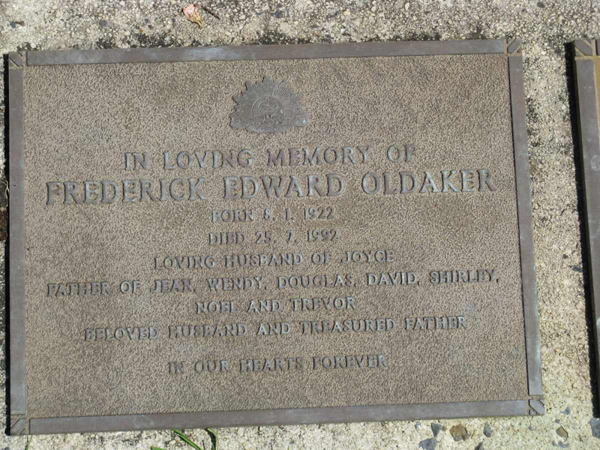 IN LOVING MEMORY OF
FREDERICK EDWARD OLDAKER
BORN 5. 1. 1922
DIED 25. 7. 1992
LOVING HUSBAND OF JOYCE
FATHER OF JEAN, WENDY, DOUGLAS, DAVID, SHIRLEY,
NOEL AND TREVOR
BELOVED HUSBAND AND TREASURED FATHER
IN OUR HEARTS FOREVER